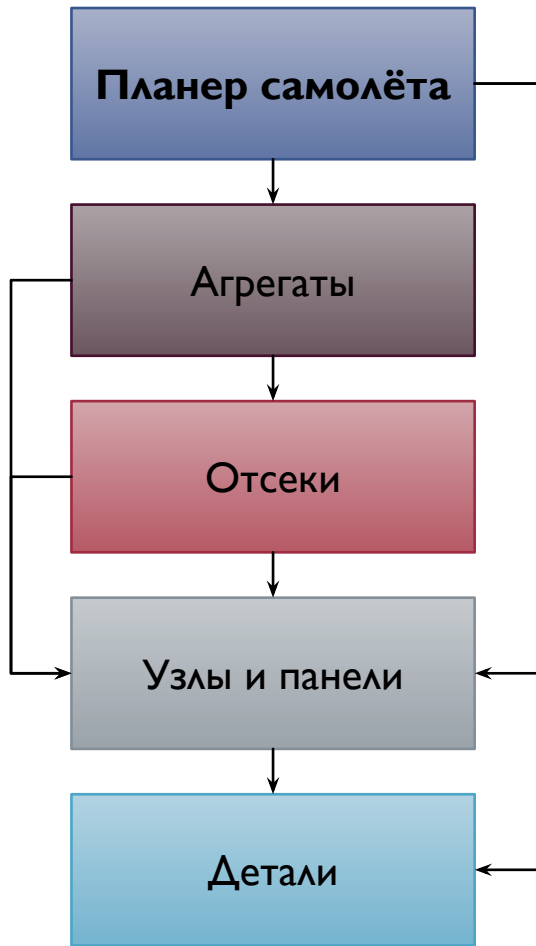 Планер самолёта
Агрегаты
Отсеки
Узлы и панели
Детали